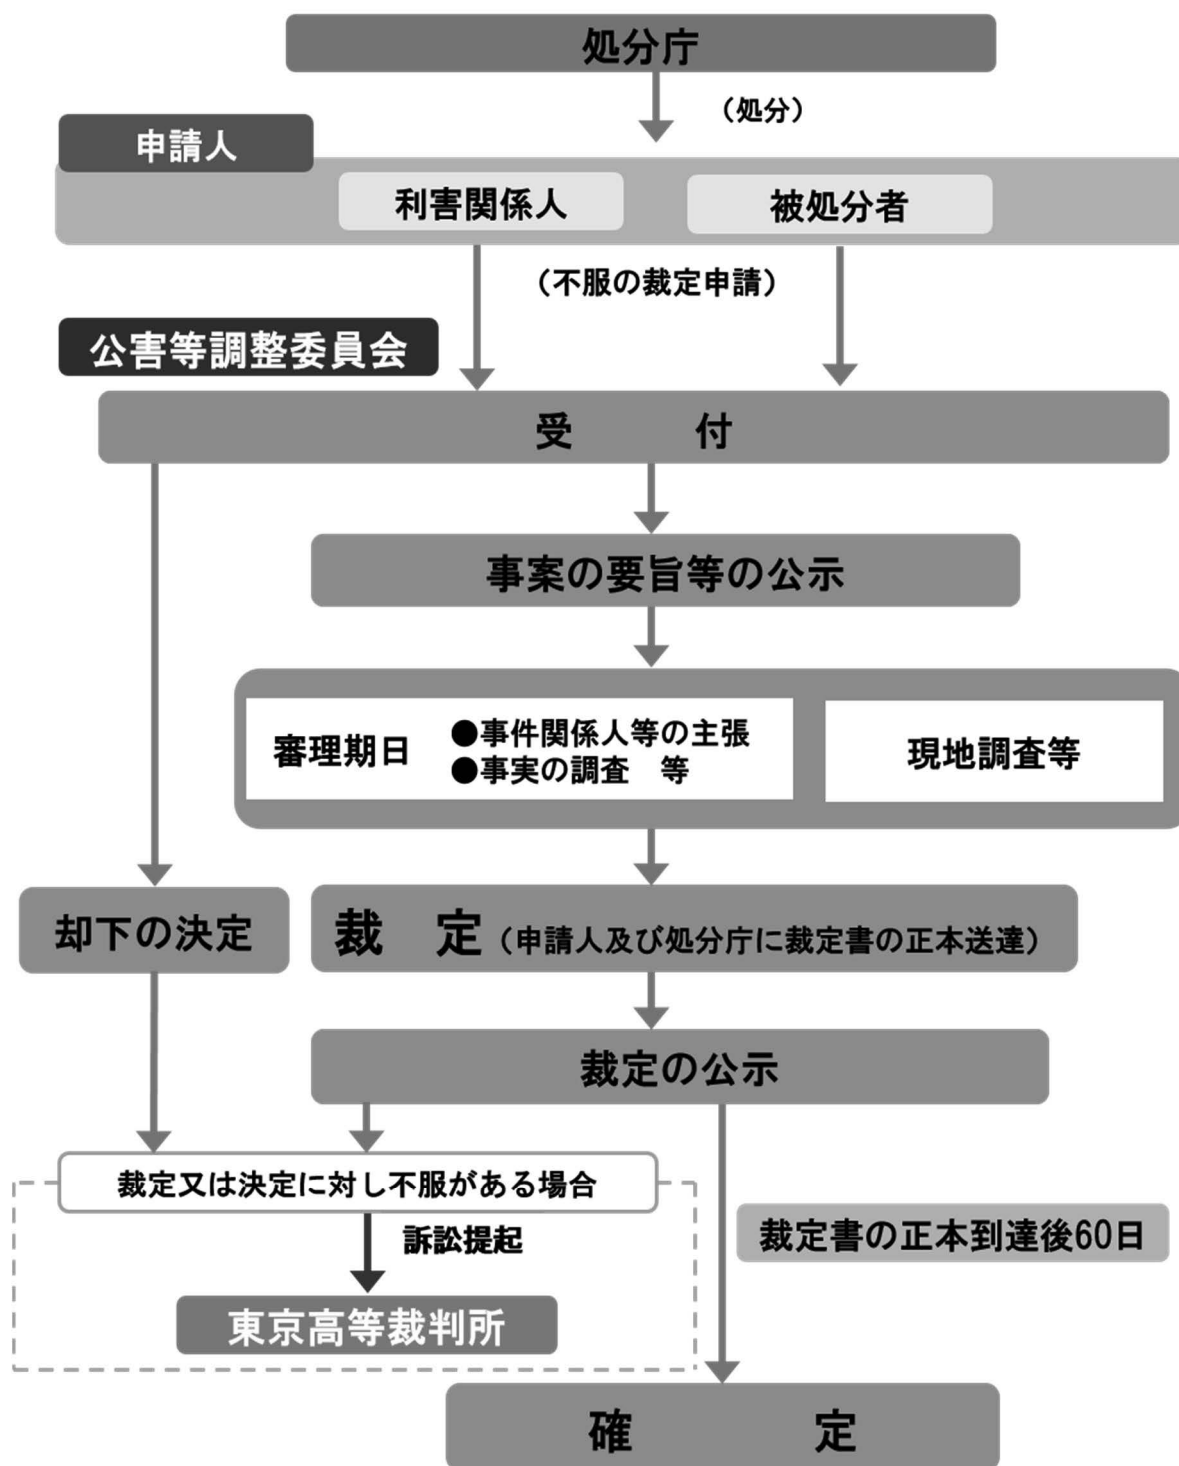 処分庁
（処分）
申請人
利害関係人
被処分者
（不服の裁定申請）
公害等調整委員会
受　付
事案の要旨等の公示
審理期日
●事件関係人等の主張
●事実の調査　等
現地調査等
却下の決定
裁　定（申請人及び処分庁に裁定書の正本送達）
裁定の公示
裁定又は決定に対し不服がある場合
訴訟提起
裁定書の正本到達後60日
東京高等裁判所
確　定